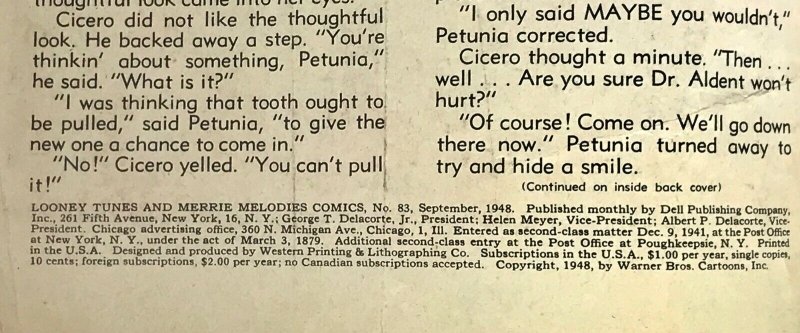 thoughtful look came into her eyes.
Cicero did not like the thoughtful
look. He backed away a step. "You're
thinkin' about something, Petunia,"
he said. "What is it?"
"I was thinking that tooth ought to
be pulled," said Petunia, "to give the
new one a chance to come in."
"No!" Cicero yelled. "You can't pull
it!"
"I only said MAYBE you wouldn't,"
Petunia corrected.
Cicero thought a minute. "Then . . .
well . . . Are you sure Dr. Aldent won't
hurt?"
"Of course! Come on. We'll go down
there now." Petunia turned away to
try and hide a smile.
(Continued on inside back cover)
LOONEY TUNES AND MERRIE MELODIES COMICS, No. 83, September, 1948. Published monthly by Dell Publishing Company,
Inc., 261 Fifth Avenue, New York, 16, N. Y.; George T. Delacorte, Jr., President; Helen Meyer, Vice-President; Albert P. Delacorte, Vice-
President. Chicago advertising office, 360 N. Michigan Ave., Chicago, 1, Ill. Entered as second-class matter Dec. 9, 1941, at the Post Office
at New York, N. Y., under the act of March 3, 1879. Additional second-class entry at the Post Office at Poughkeepsie, N. Y. Printed
in the U.S.A. Designed and produced by Western Printing & Lithographing Co. Subscriptions in the U.S.A., $1.00 per year, single copies,
10 cents; foreign subscriptions, $2.00 per year; no Canadian subscriptions accepted. Copyright, 1948, by Warner Bros. Cartoons, Inc.